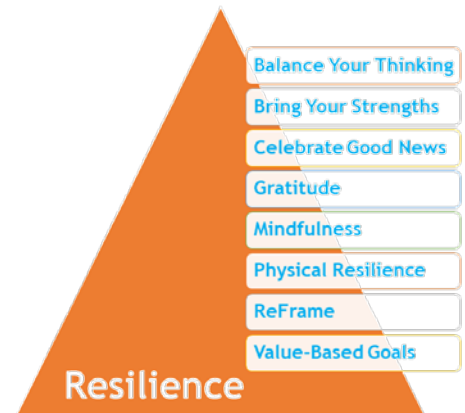 Balance Your Thinking
Bring Your Strengths
Celebrate Good News
Gratitude
Mindfulness
Physical Resilience
ReFrame
Value-Based Goals
Resilience